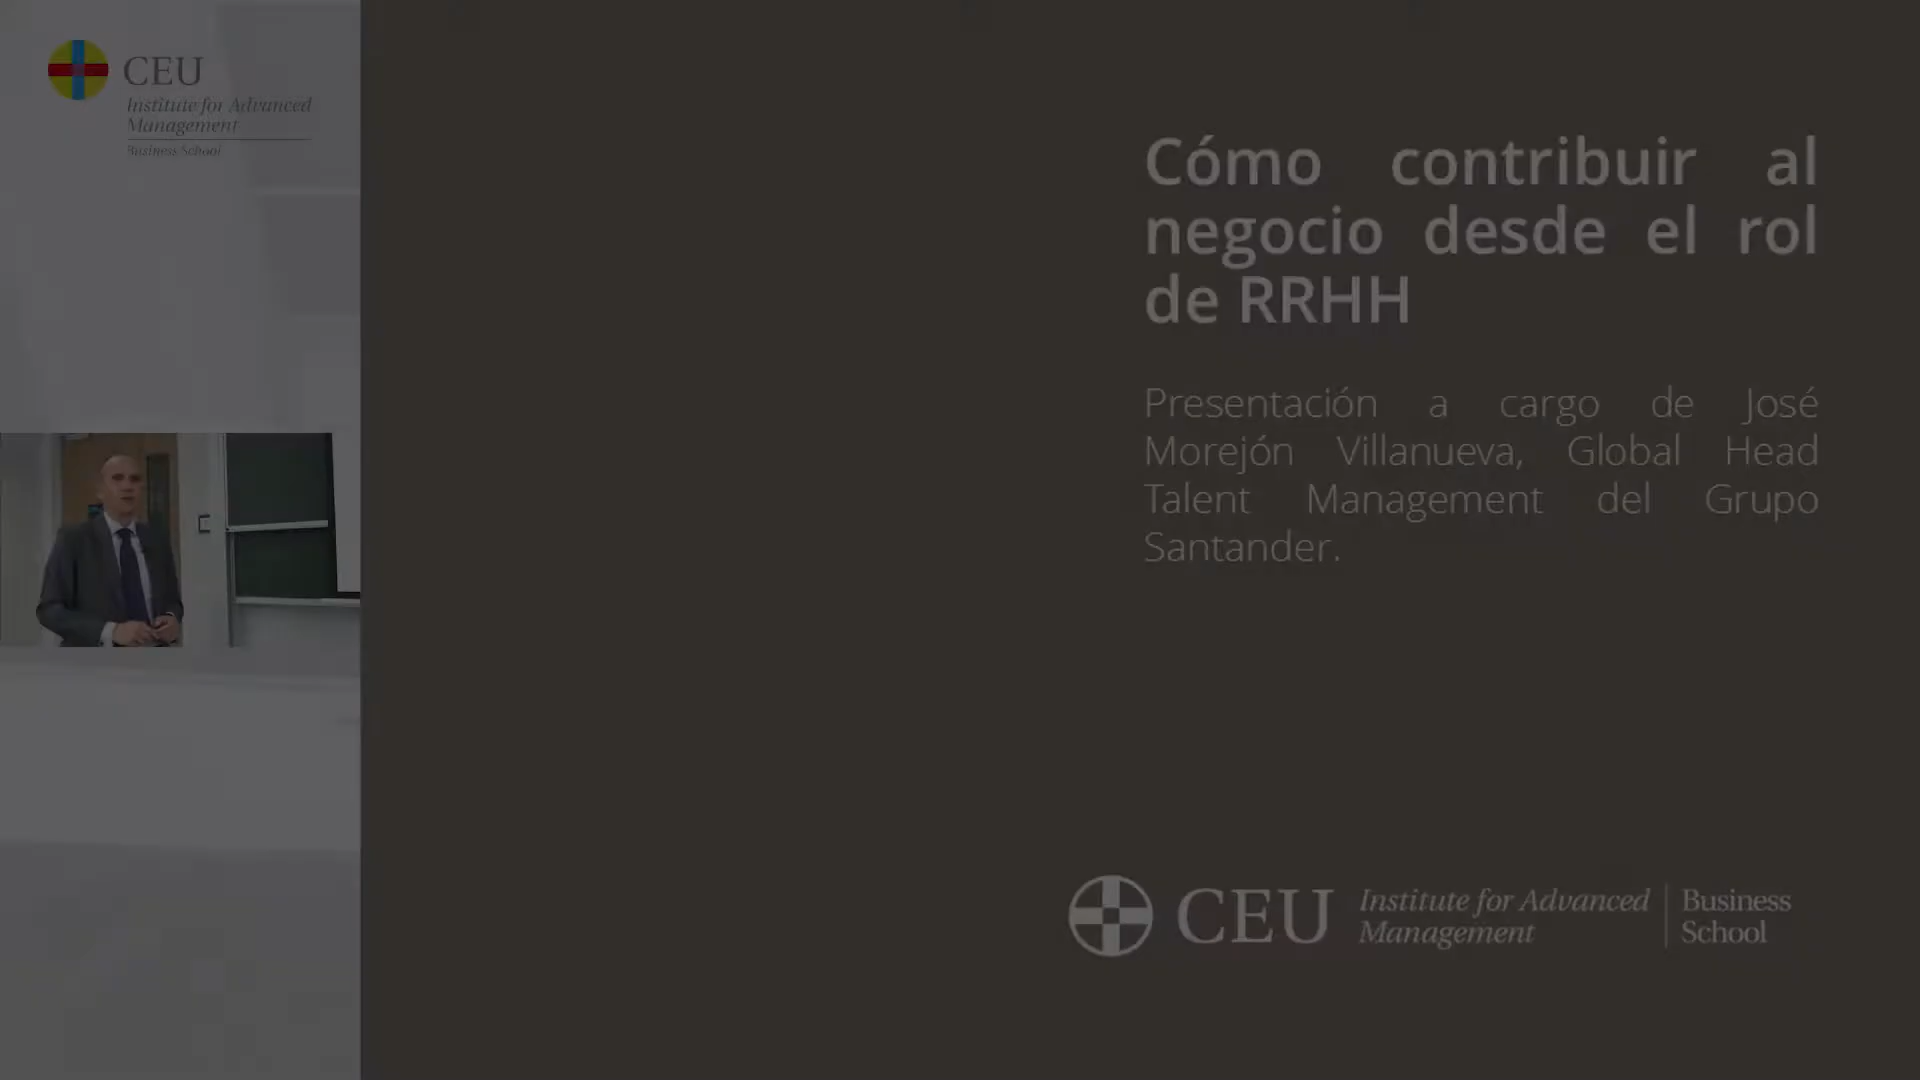 CEU
Institute for Advanced
Management
Business School
Cómo contribuir al
negocio desde el rol
de RRHH
Presentación a cargo de José
Morejón Villanueva, Global Head
Talent Management del Grupo
Santander.
CEU
Institute for Advanced
Management
Business
School